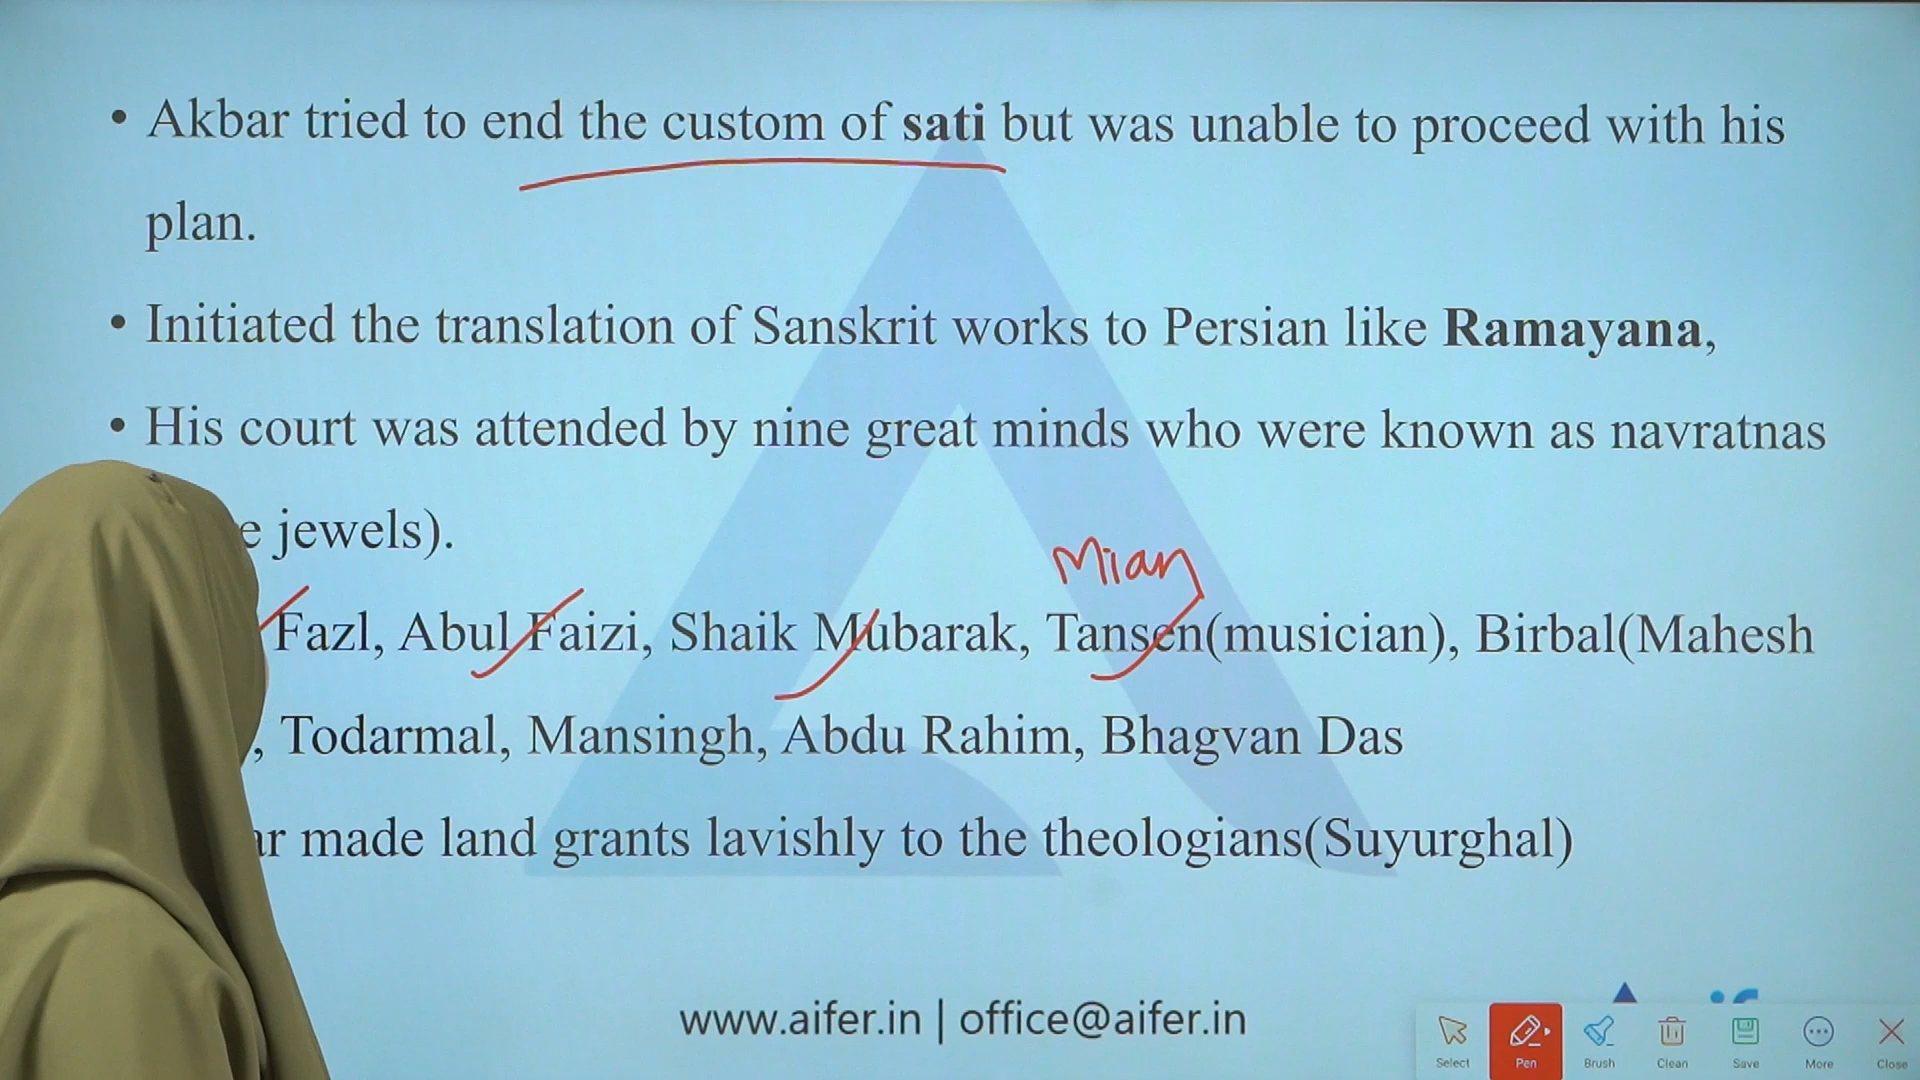 • Akbar tried to end the custom of sati but was unable to proceed with his
plan.
• Initiated the translation of Sanskrit works to Persian like Ramayana,
• His court was attended by nine great minds who were known as navratnas
jewels).
Mian
Fazl, Abul Faizi, Shaik Mubarak, Tansen(musician), Birbal(Mahesh
, Todarmal, Mansingh, Abdu Rahim, Bhagvan Das
made land grants lavishly to the theologians(Suyurghal)
www.aifer.in | office@aifer.in
Select Pen Brush Clean Save More Close